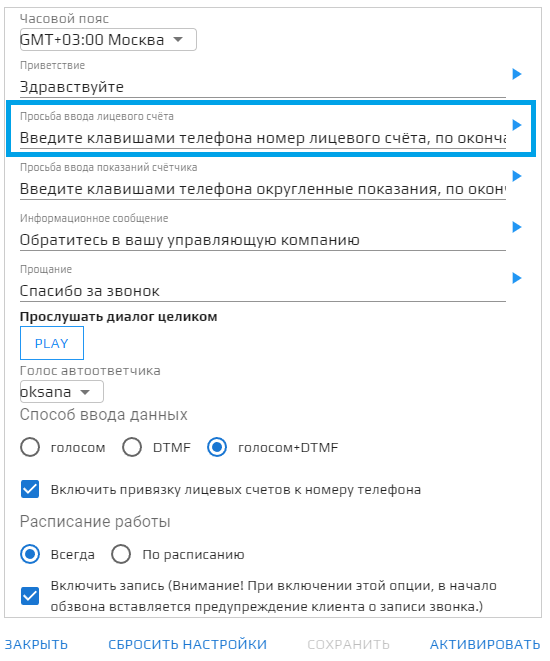 Часовой пояс
GMT+03:00 Москва
Приветствие
Здравствуйте
Просьба ввода лицевого счёта
Введите клавишами телефона номер лицевого счёта, по
Просьба ввода показаний счётчика
Введите клавишами телефона округленные показания, по
Информационное сообщение
Обратитесь в вашу управляющую компанию
Прощание
Спасибо за звонок
Прослушать диалог целиком
PLAY
Голос автоответчика
oksana
Способ ввода данных
голосом DTMF голосом+DTMF
Включить привязку лицевых счетов к номеру телефона
Расписание работы
Всегда По расписанию
Включить запись (Внимание! При включении этой опции, в начало
обзвона вставляется предупреждение клиента о записи звонка.)
ЗАКРЫТЬ СБРОСИТЬ НАСТРОЙКИ СОХРАНИТЬ АКТИВИРОВАТЬ